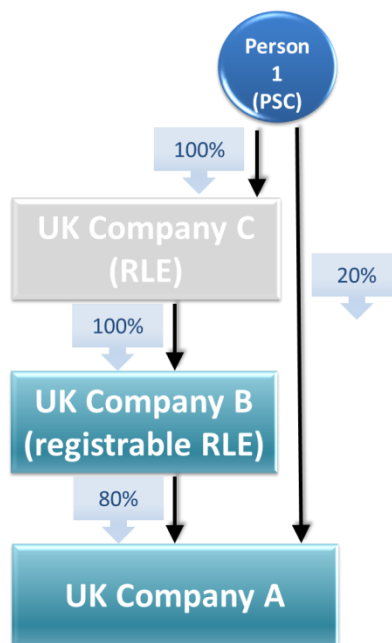 Person
1
(PSC)
100%
UK Company C
(RLE)
20%
100%
UK Company B
(registrable RLE)
80%
UK Company A